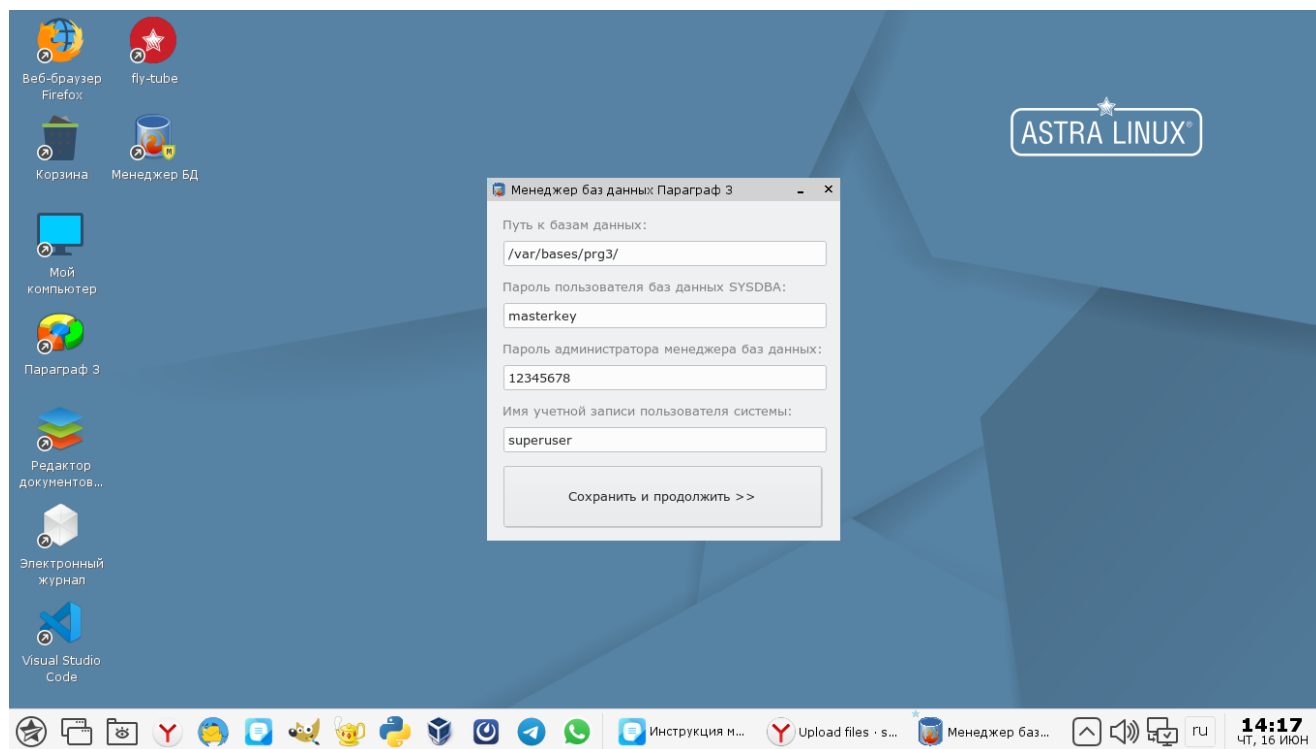 Веб-браузер
Firefox
fly-tube
Корзина
Менеджер БД
Мой
компьютер
Параграф 3
Редактор
документов...
Электронный
журнал
Visual Studio
Code
ASTRA LINUX®
Менеджер баз данных Параграф 3
Путь к базам данных:
/var/bases/prg3/
Пароль пользователя баз данных SYSDBA:
masterkey
Пароль администратора менеджера баз данных:
12345678
Имя учетной записи пользователя системы:
superuser
Сохранить и продолжить >>
Инструкция м...
Upload files · s...
Менеджер баз...
ru
14:17
ЧТ, 16 ИЮН